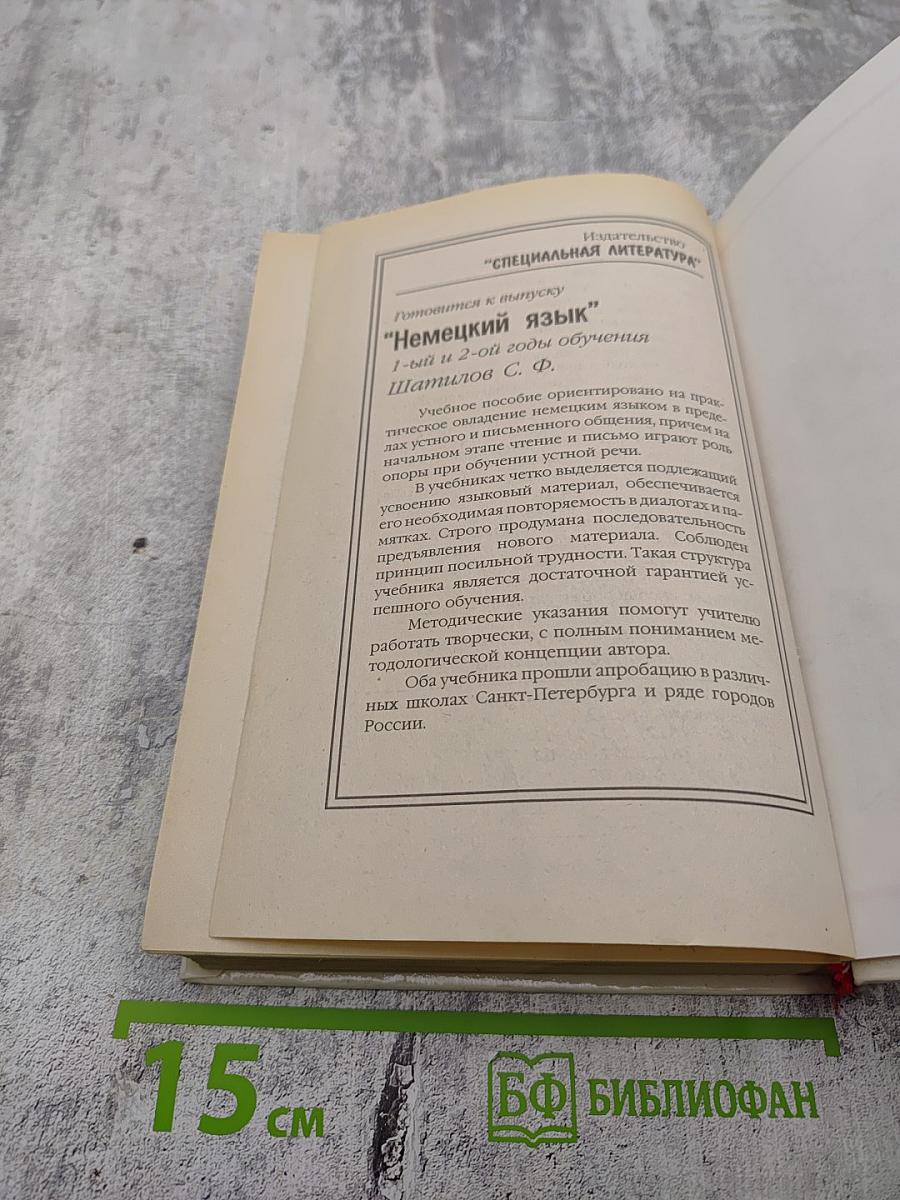 Издательство
"СПЕЦИАЛЬНАЯ ЛИТЕРАТУРА"
Готовится к выпуску
"Немецкий язык"
1-ый и 2-ой годы обучения
Шатилов С. Ф.
Учебное пособие ориентировано на прак-
тическое овладение немецким языком в преде-
лах устного и письменного общения, причем на
начальном этапе чтение и письмо играют роль
опоры при обучении устной речи.
В учебниках четко выделяется подлежащий
усвоению языковый материал, обеспечивается
его необходимая повторяемость в диалогах и па-
мятках. Строго продумана последовательность
предъявления нового материала. Соблюден
принцип посильной трудности. Такая структура
учебника является достаточной гарантией ус-
пешного обучения.
Методические указания помогут учителю
работать творчески, с полным пониманием ме-
тодологической концепции автора.
Оба учебника прошли апробацию в различ-
ных школах Санкт-Петербурга и ряде городов
России.
15 см
БФ БИБЛИОФАН